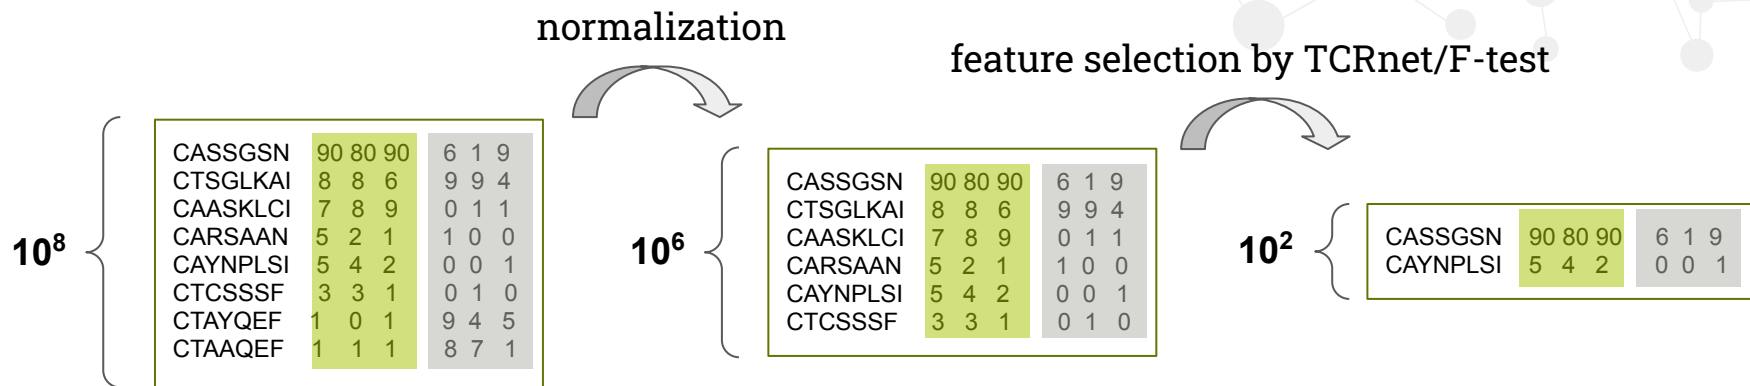 normalization
feature selection by TCRnet/F-test
10⁸
CASSGSN 90 80 90 6 1 9
CTSGLKAI 8 8 6 9 9 4
CAASKLCI 7 8 9 0 1 1
CARSAAN 5 2 1 1 0 0
CAYNPLSI 5 4 2 0 0 1
CTCSSSF 3 3 1 0 1 0
CTAYQEF 1 0 1 9 4 5
CTAAQEF 1 1 1 8 7 1
10⁶
CASSGSN 90 80 90 6 1 9
CTSGLKAI 8 8 6 9 9 4
CAASKLCI 7 8 9 0 1 1
CARSAAN 5 2 1 1 0 0
CAYNPLSI 5 4 2 0 0 1
CTCSSSF 3 3 1 0 1 0
10²
CASSGSN 90 80 90 6 1 9
CAYNPLSI 5 4 2 0 0 1